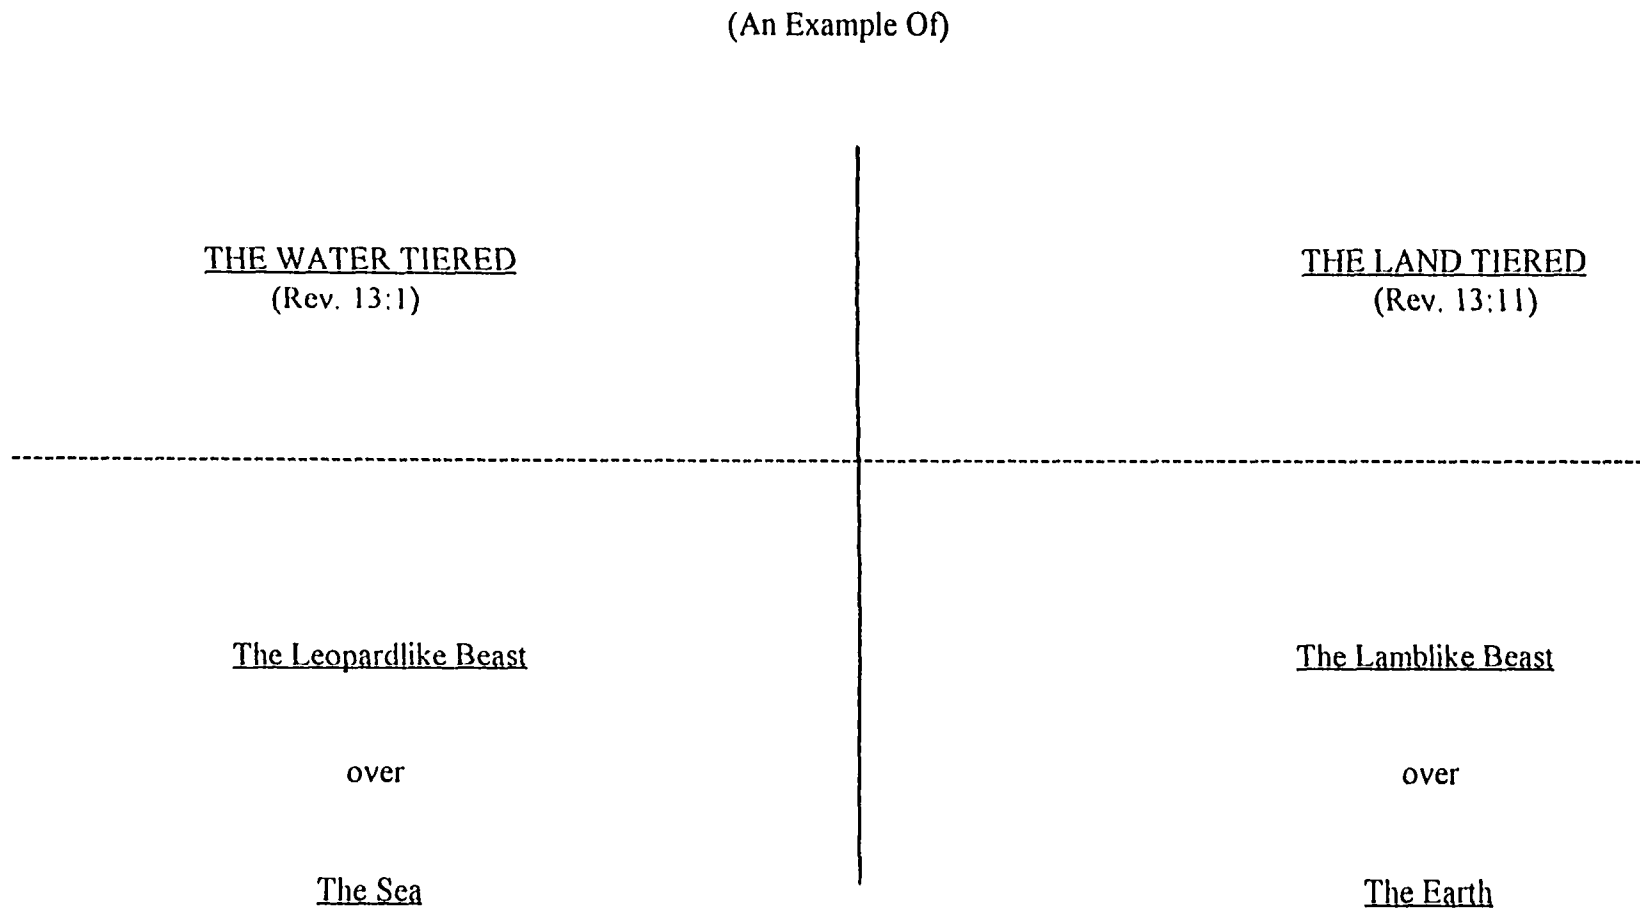 (An Example Of)
THE WATER TIERED
(Rev. 13:1)
THE LAND TIERED
(Rev. 13:11)
The Leopardlike Beast
over
The Sea
The Lamblike Beast
over
The Earth